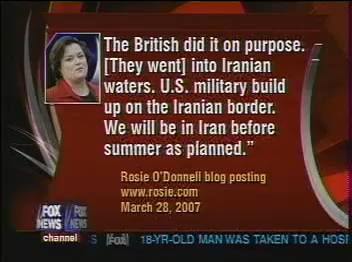 The British did it on purpose.
[They went] into Iranian
waters. U.S. military build
up on the Iranian border.
We will be in Iran before
summer as planned.”
Rosie O'Donnell blog posting
www.rosie.com
March 28, 2007
FOX NEWS
NEWS
channel
18-YR-OLD MAN WAS TAKEN TO A HOSP